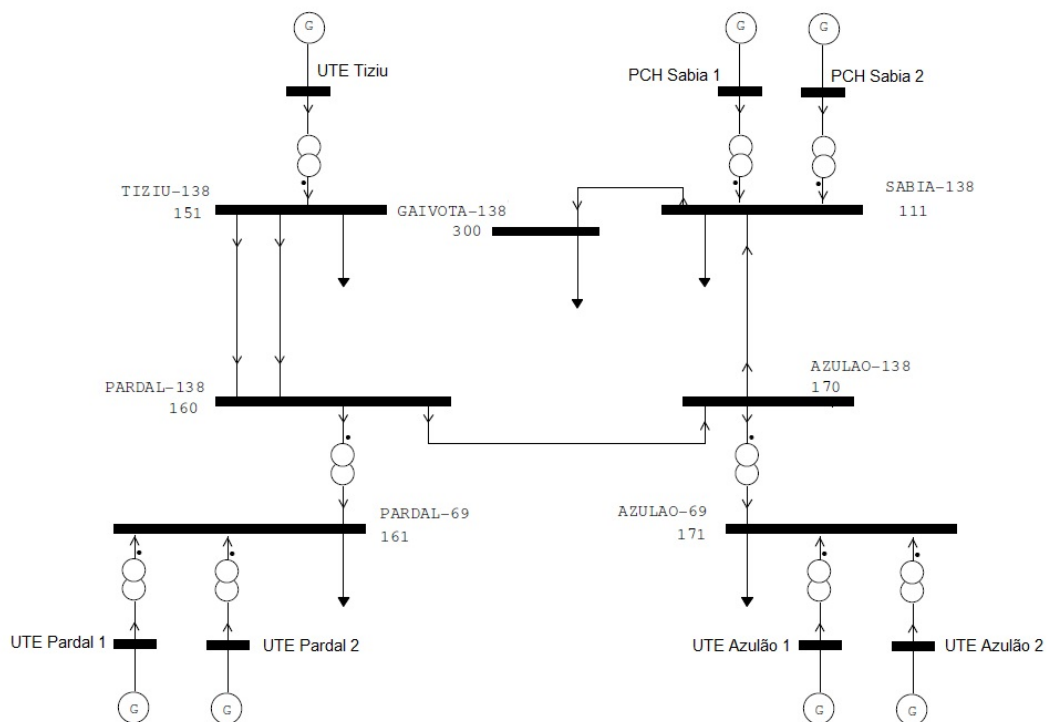 G
G
G
UTE Tiziu
PCH Sabia 1
PCH Sabia 2
TIZIU-138
151
GAIVOTA-138
300
SABIA-138
111
PARDAL-138
160
AZULAO-138
170
PARDAL-69
161
AZULAO-69
171
UTE Pardal 1
UTE Pardal 2
UTE Azulão 1
UTE Azulão 2
G
G
G
G